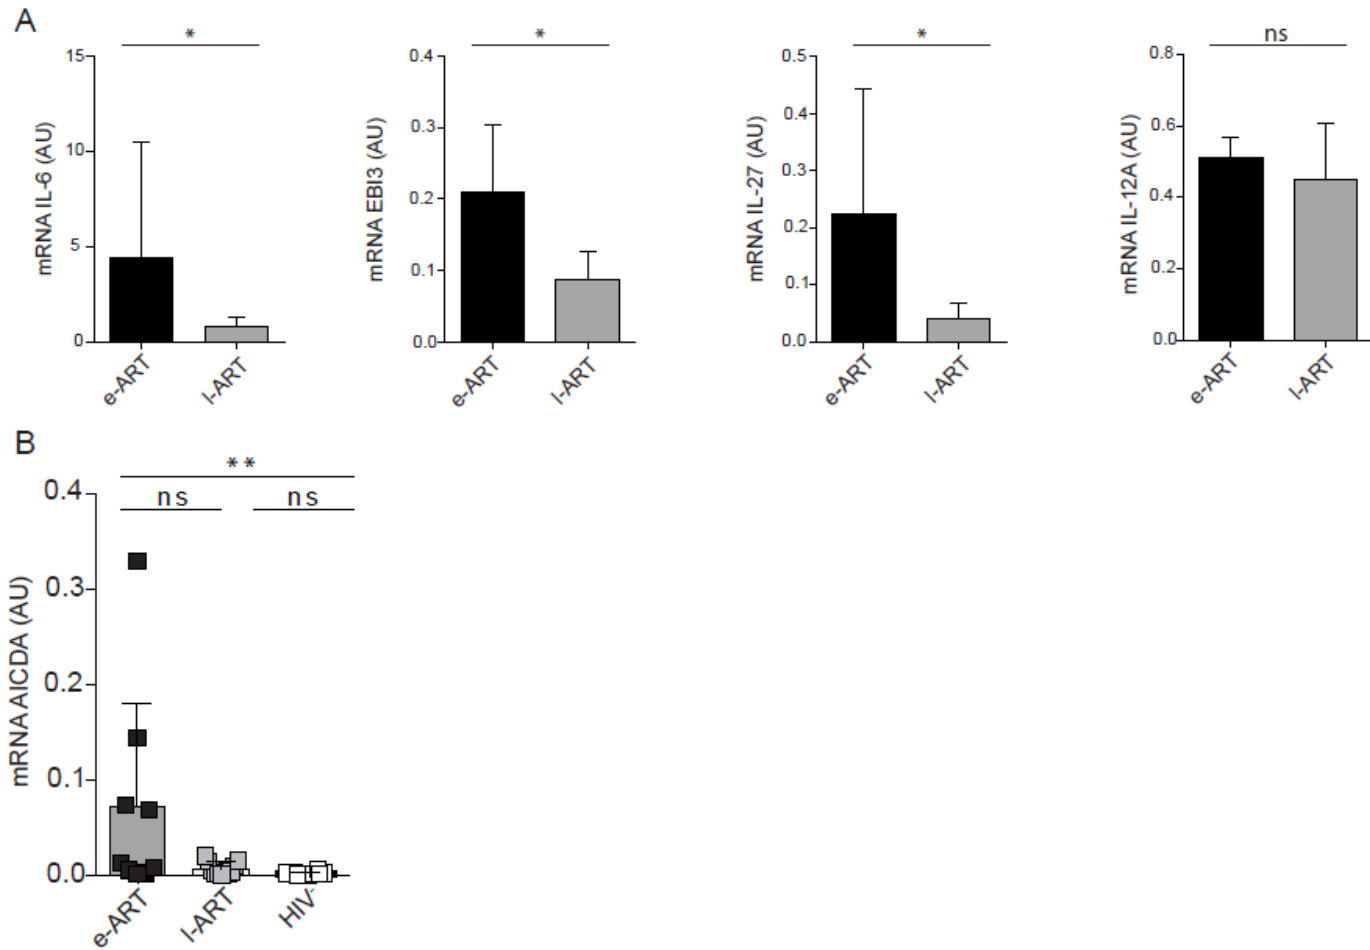 A
*
mRNA IL-6 (AU)
15
10
5
0
e-ART
l-ART
*
mRNA EBI3 (AU)
0.4
0.3
0.2
0.1
0.0
e-ART
l-ART
*
mRNA IL-27 (AU)
0.5
0.4
0.3
0.2
0.1
0.0
e-ART
l-ART
ns
mRNA IL-12A (AU)
0.8
0.6
0.4
0.2
0.0
e-ART
l-ART
B
**
ns
ns
mRNA AICDA (AU)
0.4
0.3
0.2
0.1
0.0
e-ART
l-ART
HIV-